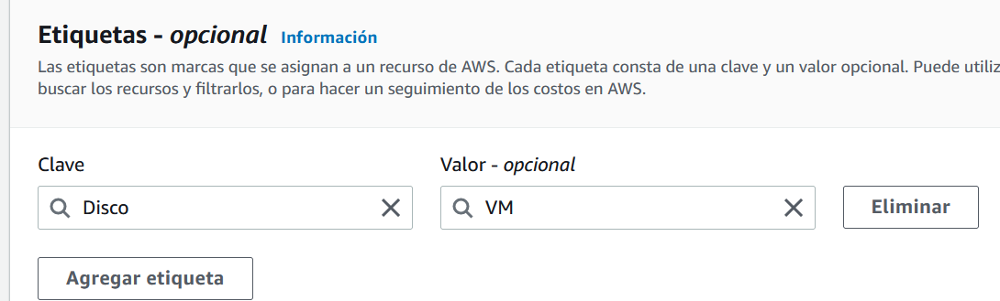 Etiquetas - opcional Información
Las etiquetas son marcas que se asignan a un recurso de AWS. Cada etiqueta consta de una clave y un valor opcional. Puede utiliz
buscar los recursos y filtrarlos, o para hacer un seguimiento de los costos en AWS.
Clave Valor - opcional
Disco VM Eliminar
Agregar etiqueta